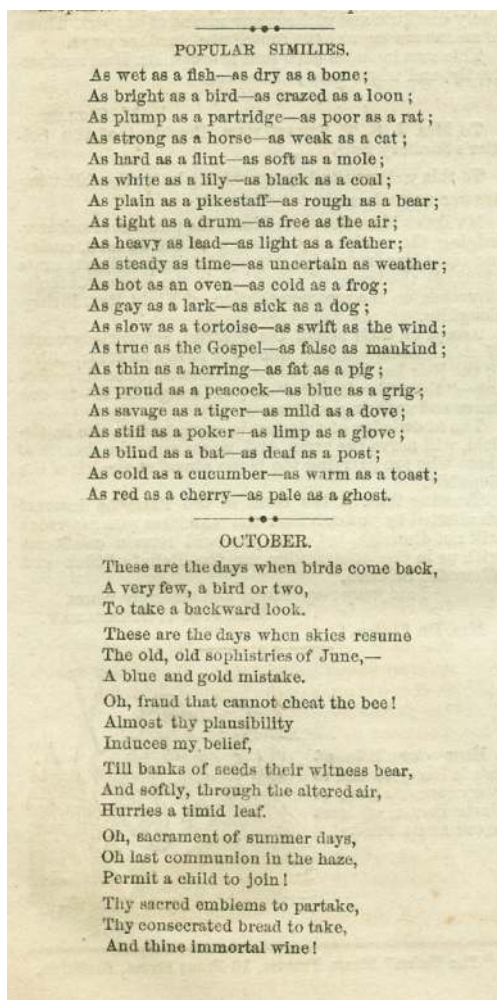 POPULAR SIMILIES.
As wet as a fish—as dry as a bone;
As bright as a bird—as crazed as a loon;
As plump as a partridge—as poor as a rat;
As strong as a horse—as weak as a cat;
As hard as a flint—as soft as a mole;
As white as a lily—as black as a coal;
As plain as a pikestaff—as rough as a bear;
As tight as a drum—as free as the air;
As heavy as lead—as light as a feather;
As steady as time—as uncertain as weather;
As hot as an oven—as cold as a frog;
As gay as a lark—as sick as a dog;
As slow as a tortoise—as swift as the wind;
As true as the Gospel—as false as mankind;
As thin as a herring—as fat as a pig;
As proud as a peacock—as blue as a grig;
As savage as a tiger—as mild as a dove;
As stiff as a poker—as limp as a glove;
As blind as a bat—as deaf as a post;
As cold as a cucumber—as warm as a toast;
As red as a cherry—as pale as a ghost.
OCTOBER.
These are the days when birds come back,
A very few, a bird or two,
To take a backward look.
These are the days when skies resume
The old, old sophistries of June,—
A blue and gold mistake.
Oh, fraud that cannot cheat the bee!
Almost thy plausibility
Induces my belief,
Till banks of seeds their witness bear,
And softly, through the altered air,
Hurries a timid leaf.
Oh, sacrament of summer days,
Oh last communion in the haze,
Permit a child to join!
Thy sacred emblems to partake,
Thy consecrated bread to take,
And thine immortal wine!